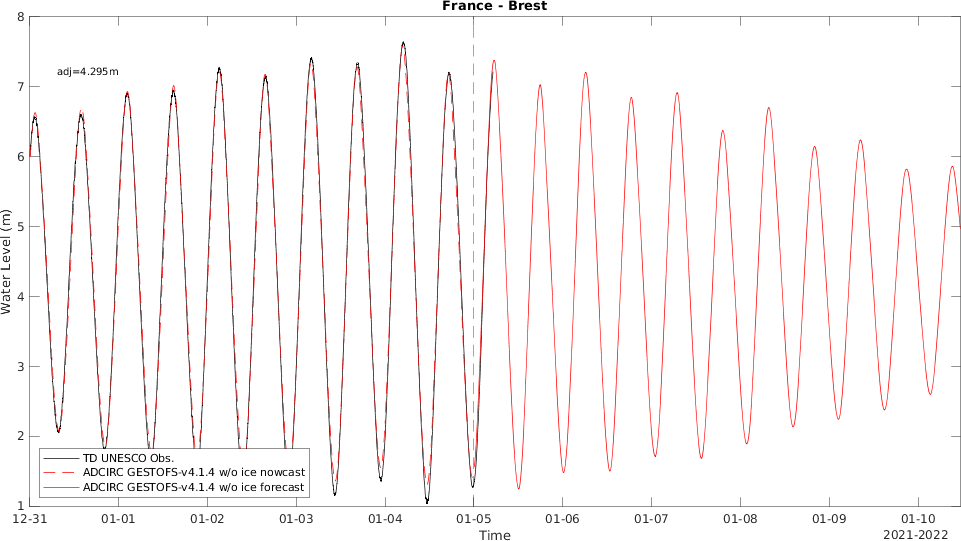 France - Brest
adj=4.295m
8
7
6
5
4
3
2
1
Water Level (m)
TD UNESCO Obs.
ADCIRC GESTOFS-v4.1.4 w/o ice nowcast
ADCIRC GESTOFS-v4.1.4 w/o ice forecast
12-31 01-01 01-02 01-03 01-04 01-05 01-06 01-07 01-08 01-09 01-10
Time
2021-2022